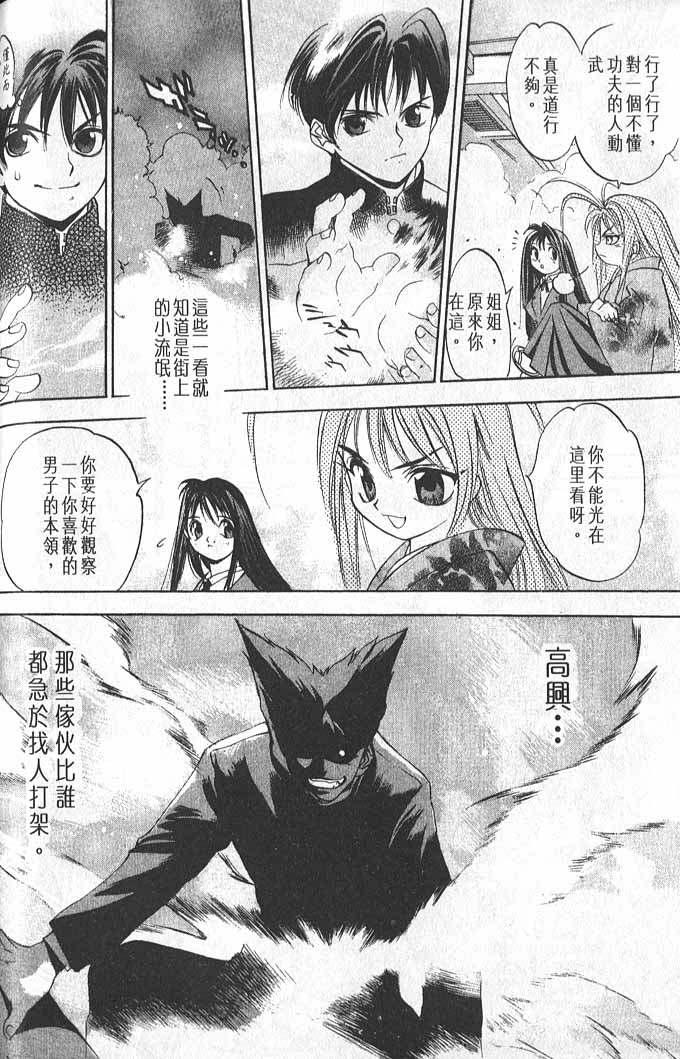 行了行了，
對一個不懂
功夫的人動
武
真是道行
不夠。
姐姐，
原來你
在這。
這些一看就
知道是街上
的小流氓……
僅此而
你不能光在
這里看呀。
你要好好觀察
一下你喜歡的
男子的本領，
高興…
那些傢伙比誰
都急於找人打架。